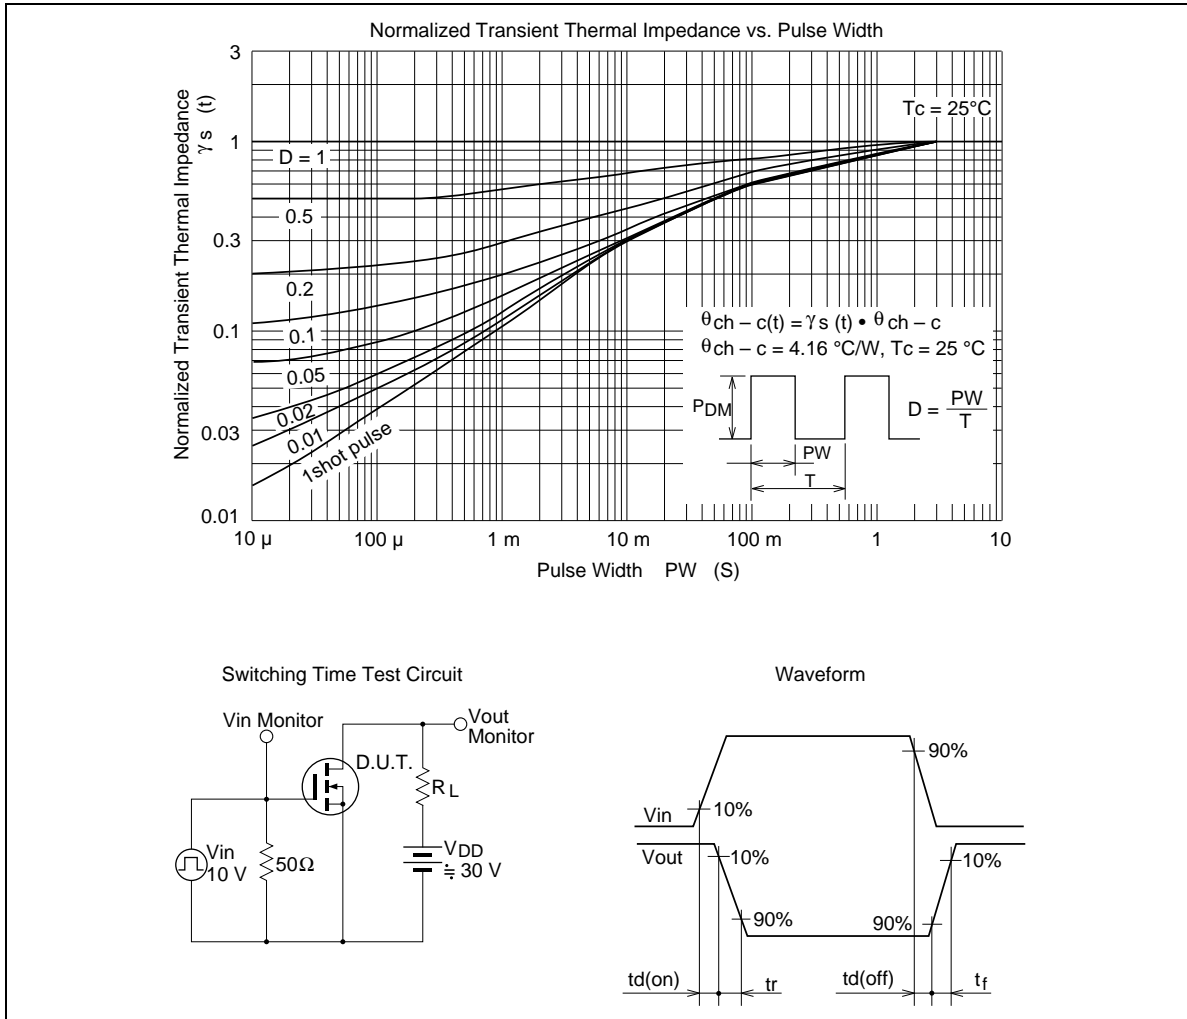 Normalized Transient Thermal Impedance vs. Pulse Width
Normalized Transient Thermal Impedance
γ s (t)
3
1
0.3
0.1
0.03
0.01
Tc = 25°C
D = 1
0.5
0.2
0.1
0.05
0.02
0.01
1shot pulse
θch – c(t) = γ s (t) • θch – c
θch – c = 4.16 °C/W, Tc = 25 °C
PDM
PW
T
D = PW
T
10 µ 100 µ 1 m 10 m 100 m 1 10
Pulse Width PW (S)
Switching Time Test Circuit
Vin Monitor
Vout
Monitor
D.U.T.
RL
Vin
10 V
50Ω
VDD
≒ 30 V
Waveform
90%
10%
Vin
Vout
10%
10%
90%
90%
td(on)
tr
td(off)
tf